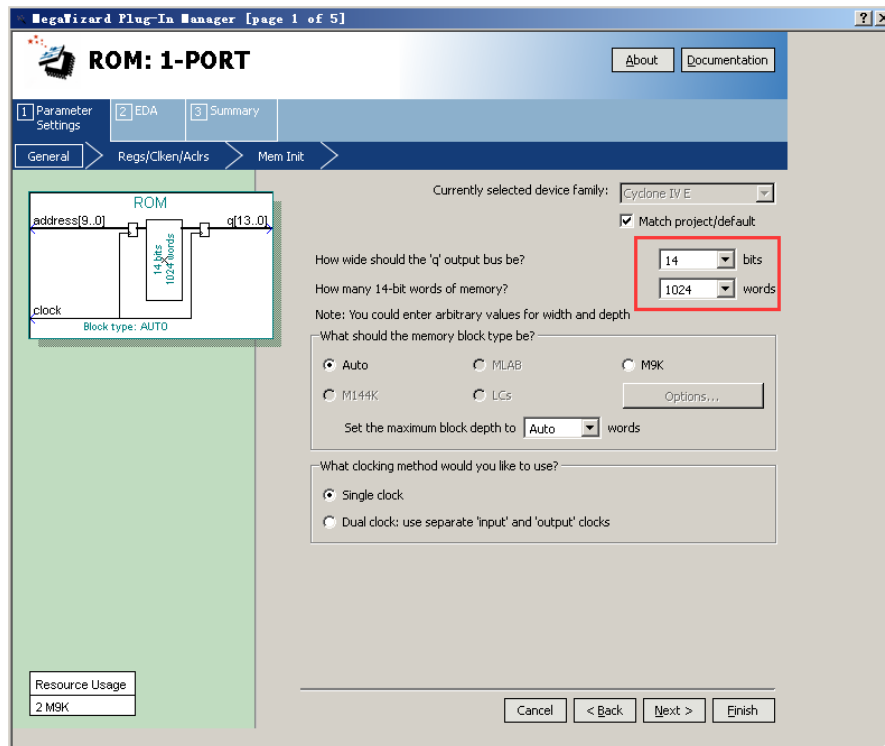 MegaWizard Plug-In Manager [page 1 of 5]
ROM: 1-PORT
About
Documentation
1 Parameter Settings
2 EDA
3 Summary
General
Regs/Clken/Aclrs
Mem Init
Currently selected device family:
Cyclone IV E
Match project/default
ROM
address[9..0]
q[13..0]
14 bits
1024 words
clock
Block type: AUTO
How wide should the 'q' output bus be?
14
bits
How many 14-bit words of memory?
1024
words
Note: You could enter arbitrary values for width and depth
What should the memory block type be?
Auto
MLAB
M9K
M144K
LCs
Options...
Set the maximum block depth to
Auto
words
What clocking method would you like to use?
Single clock
Dual clock: use separate 'input' and 'output' clocks
Resource Usage
2 M9K
Cancel
< Back
Next >
Finish